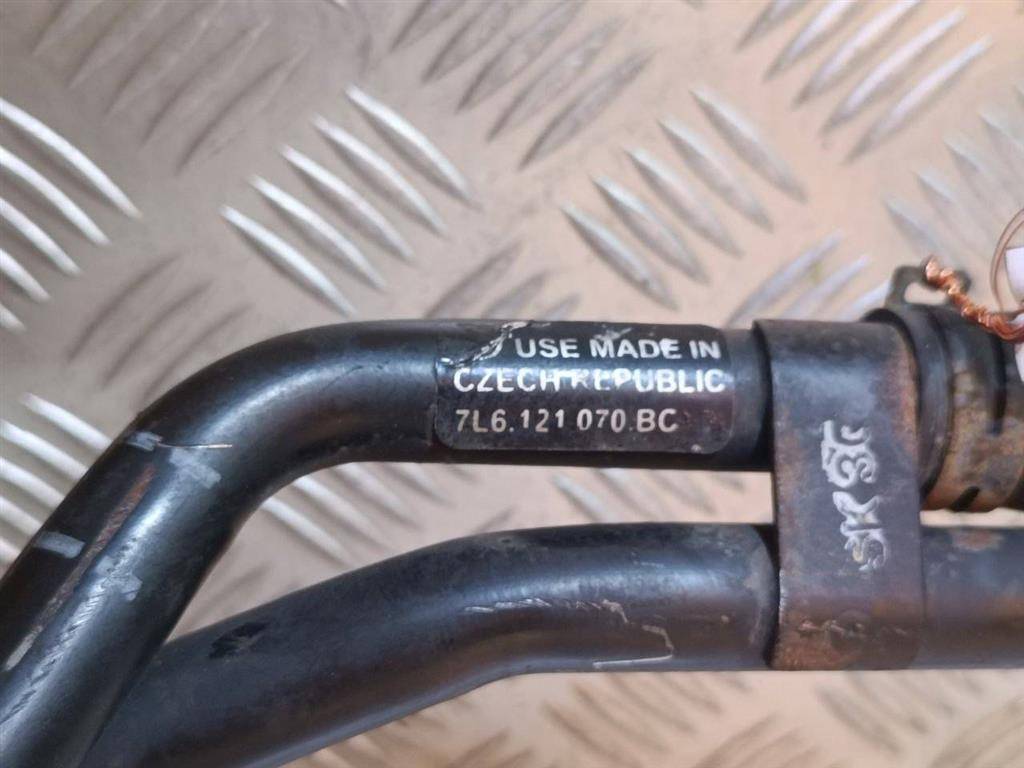 USE MADE IN
CZECH REPUBLIC
7L6.121 070.BC